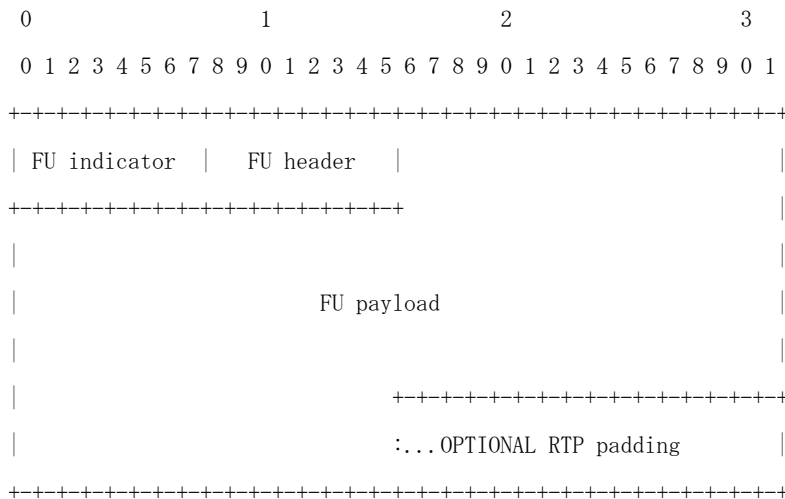 0                   1                   2                   3
0 1 2 3 4 5 6 7 8 9 0 1 2 3 4 5 6 7 8 9 0 1 2 3 4 5 6 7 8 9 0 1
+-+-+-+-+-+-+-+-+-+-+-+-+-+-+-+-+-+-+-+-+-+-+-+-+-+-+-+-+-+-+-+-+
| FU indicator  |   FU header   |                               |
+-+-+-+-+-+-+-+-+-+-+-+-+-+-+-+-+                               |
|                                                               |
|                         FU payload                            |
|                                                               |
|                               +-+-+-+-+-+-+-+-+-+-+-+-+-+-+-+-+
|                               :...OPTIONAL RTP padding        |
+-+-+-+-+-+-+-+-+-+-+-+-+-+-+-+-+-+-+-+-+-+-+-+-+-+-+-+-+-+-+-+-+